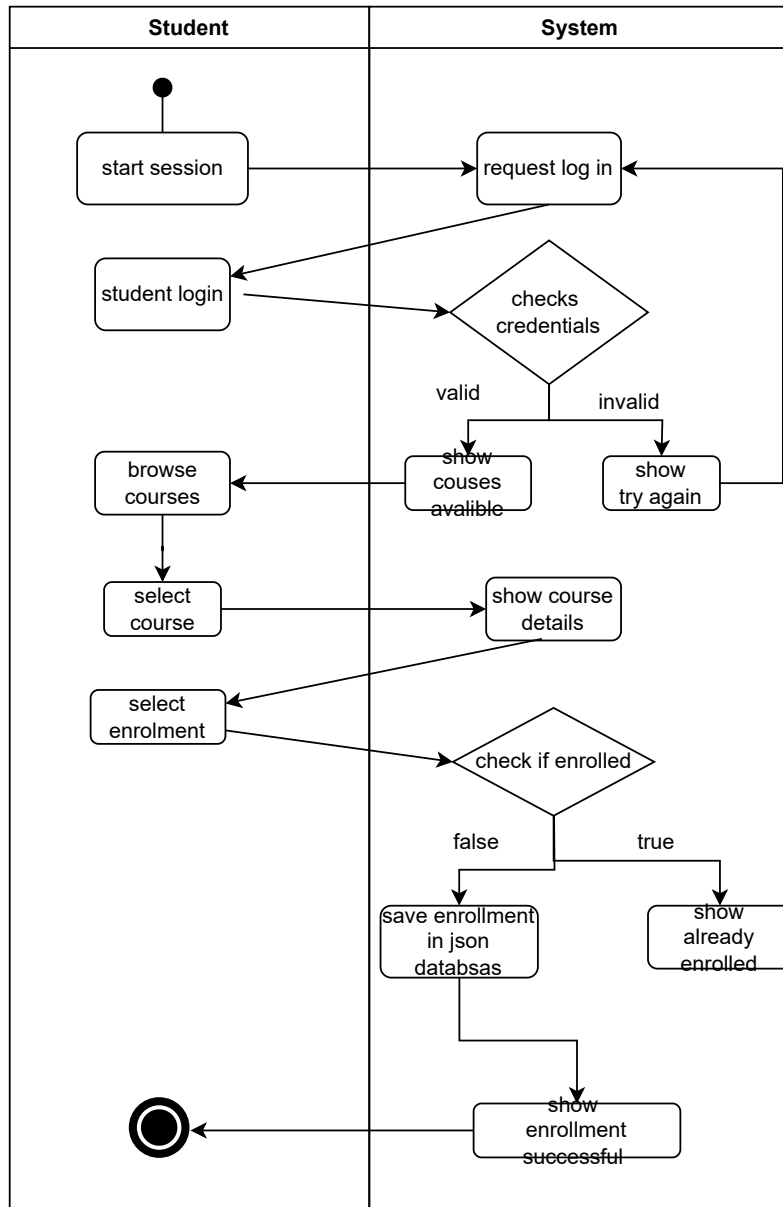 Student
System
start session
request log in
student login
checks
credentials
valid
invalid
browse
courses
show
couses
avalible
show
try again
select
course
show course
details
select
enrolment
check if enrolled
false
true
save enrollment
in json
databsas
show
already
enrolled
show
enrollment
successful